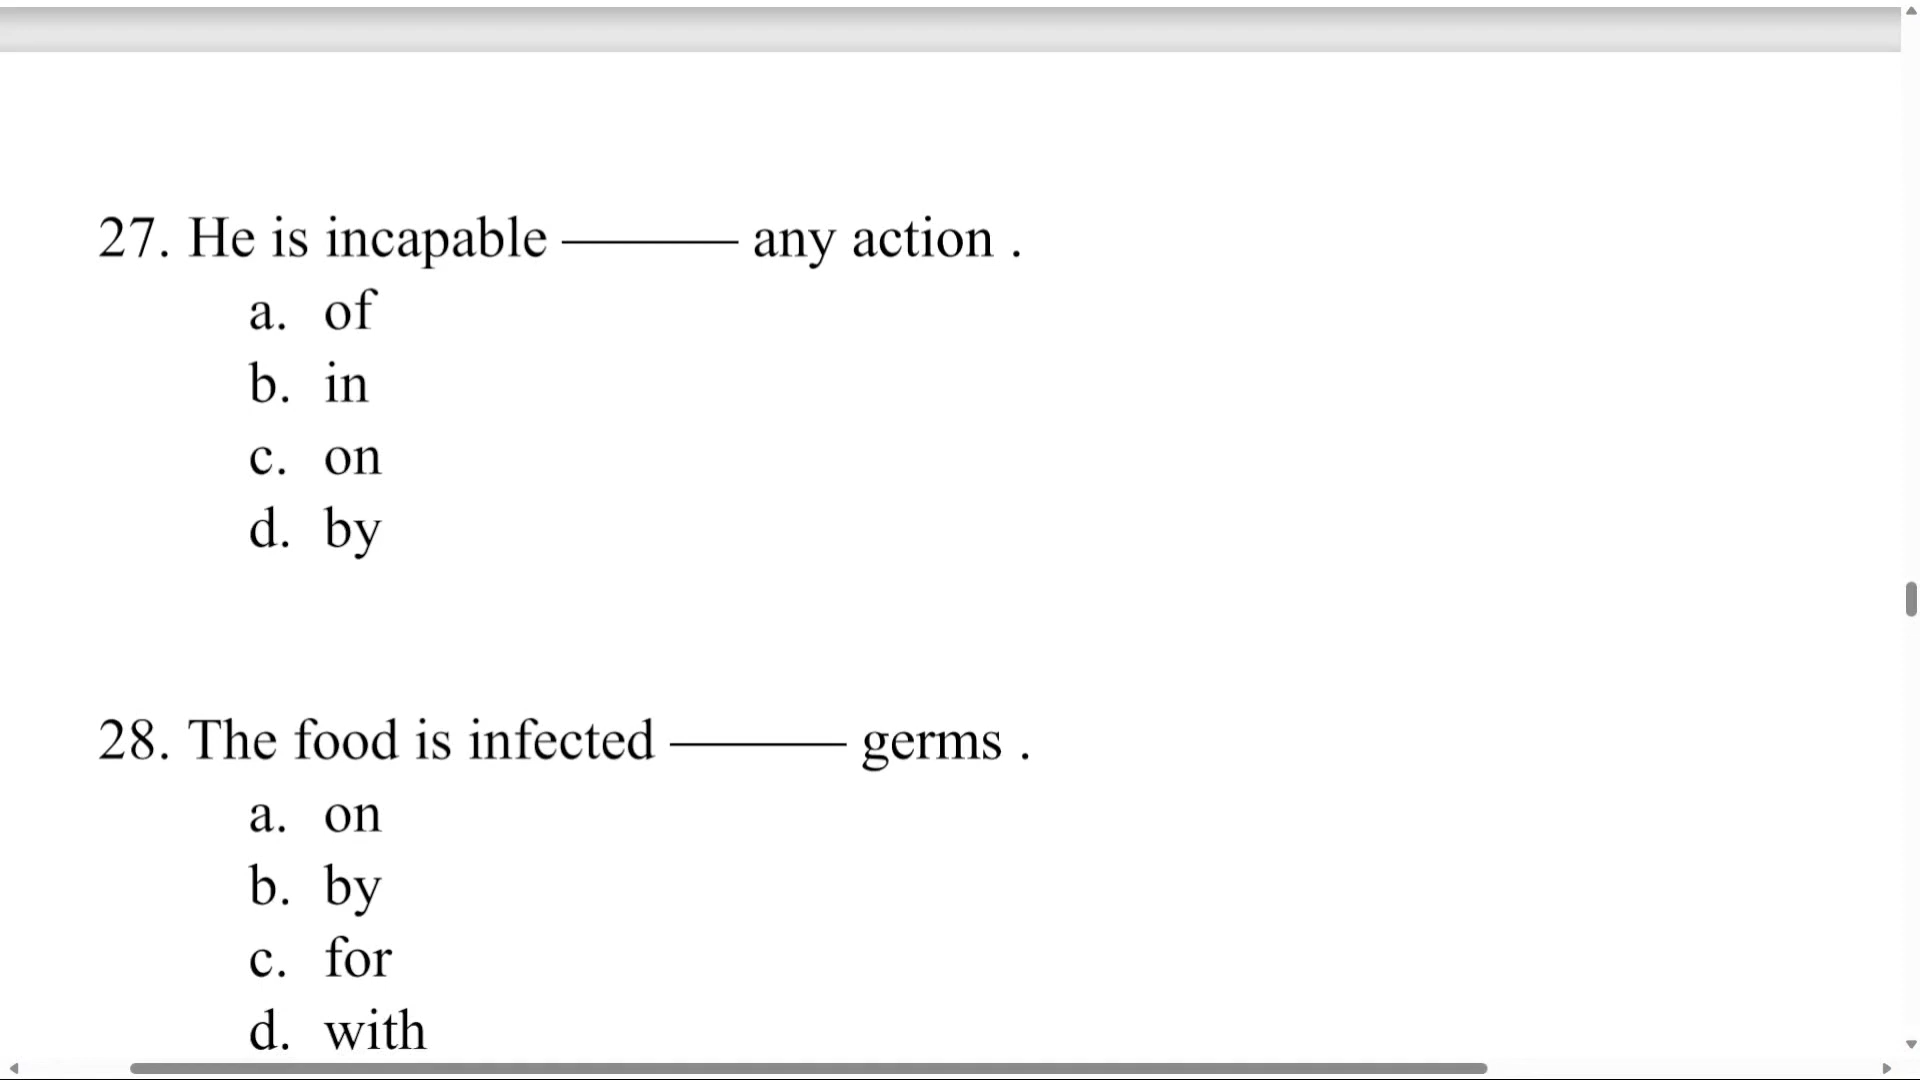 27. He is incapable ——— any action .
a. of
b. in
c. on
d. by
28. The food is infected ——— germs .
a. on
b. by
c. for
d. with